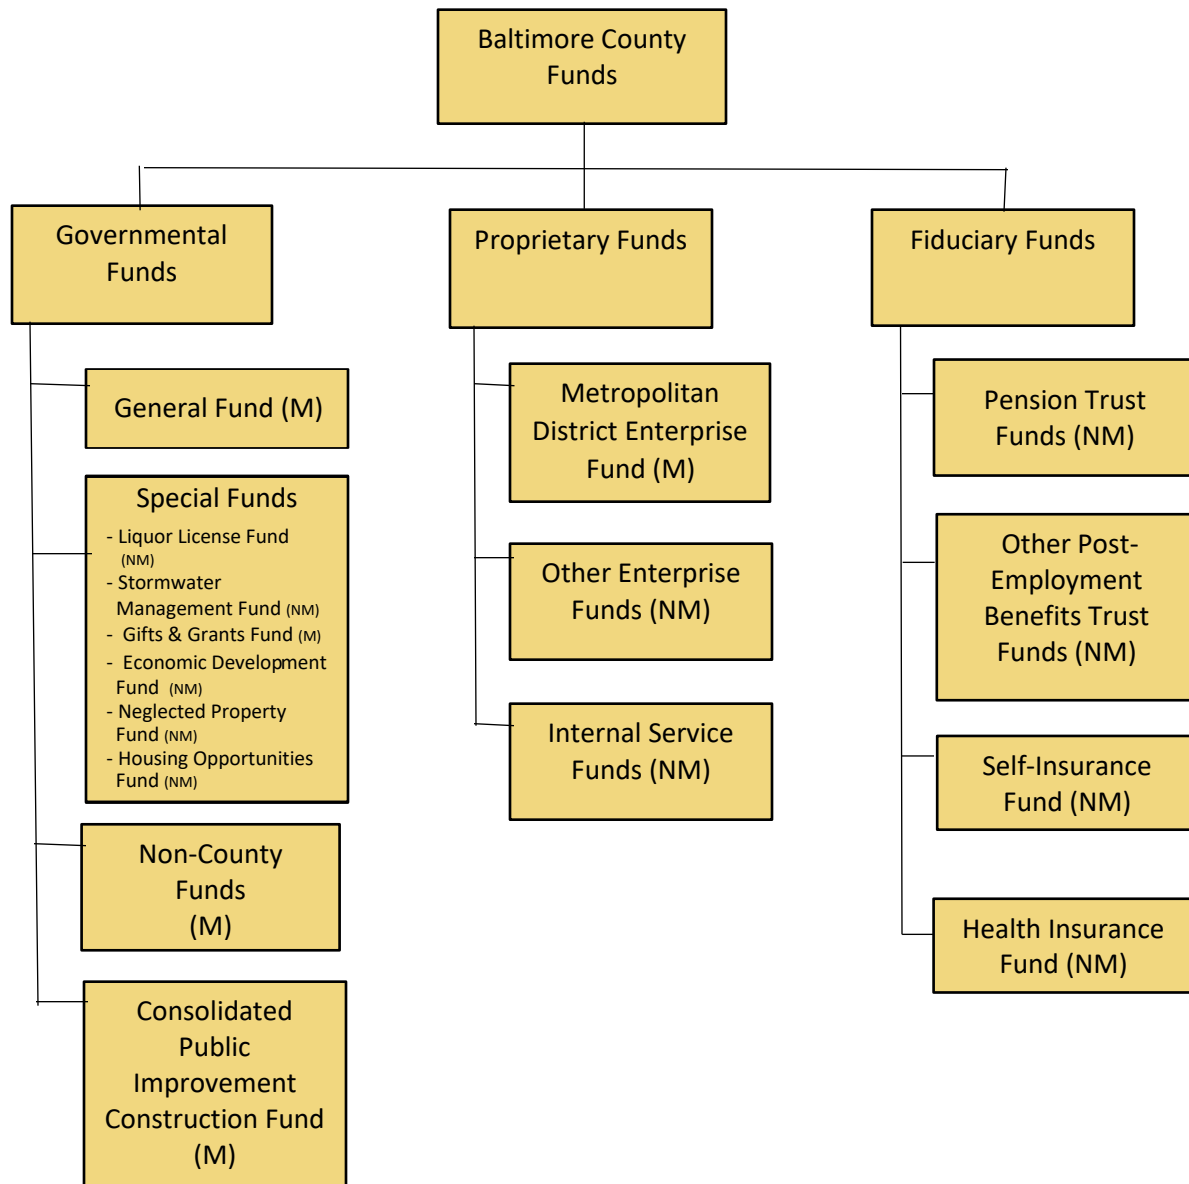 Baltimore County
Funds
Governmental
Funds
Proprietary Funds
Fiduciary Funds
General Fund (M)
Special Funds
- Liquor License Fund
(NM)
- Stormwater
Management Fund (NM)
- Gifts & Grants Fund (M)
- Economic Development
Fund (NM)
- Neglected Property
Fund (NM)
- Housing Opportunities
Fund (NM)
Non-County
Funds
(M)
Consolidated
Public
Improvement
Construction Fund
(M)
Metropolitan
District Enterprise
Fund (M)
Other Enterprise
Funds (NM)
Internal Service
Funds (NM)
Pension Trust
Funds (NM)
Other Post-
Employment
Benefits Trust
Funds (NM)
Self-Insurance
Fund (NM)
Health Insurance
Fund (NM)